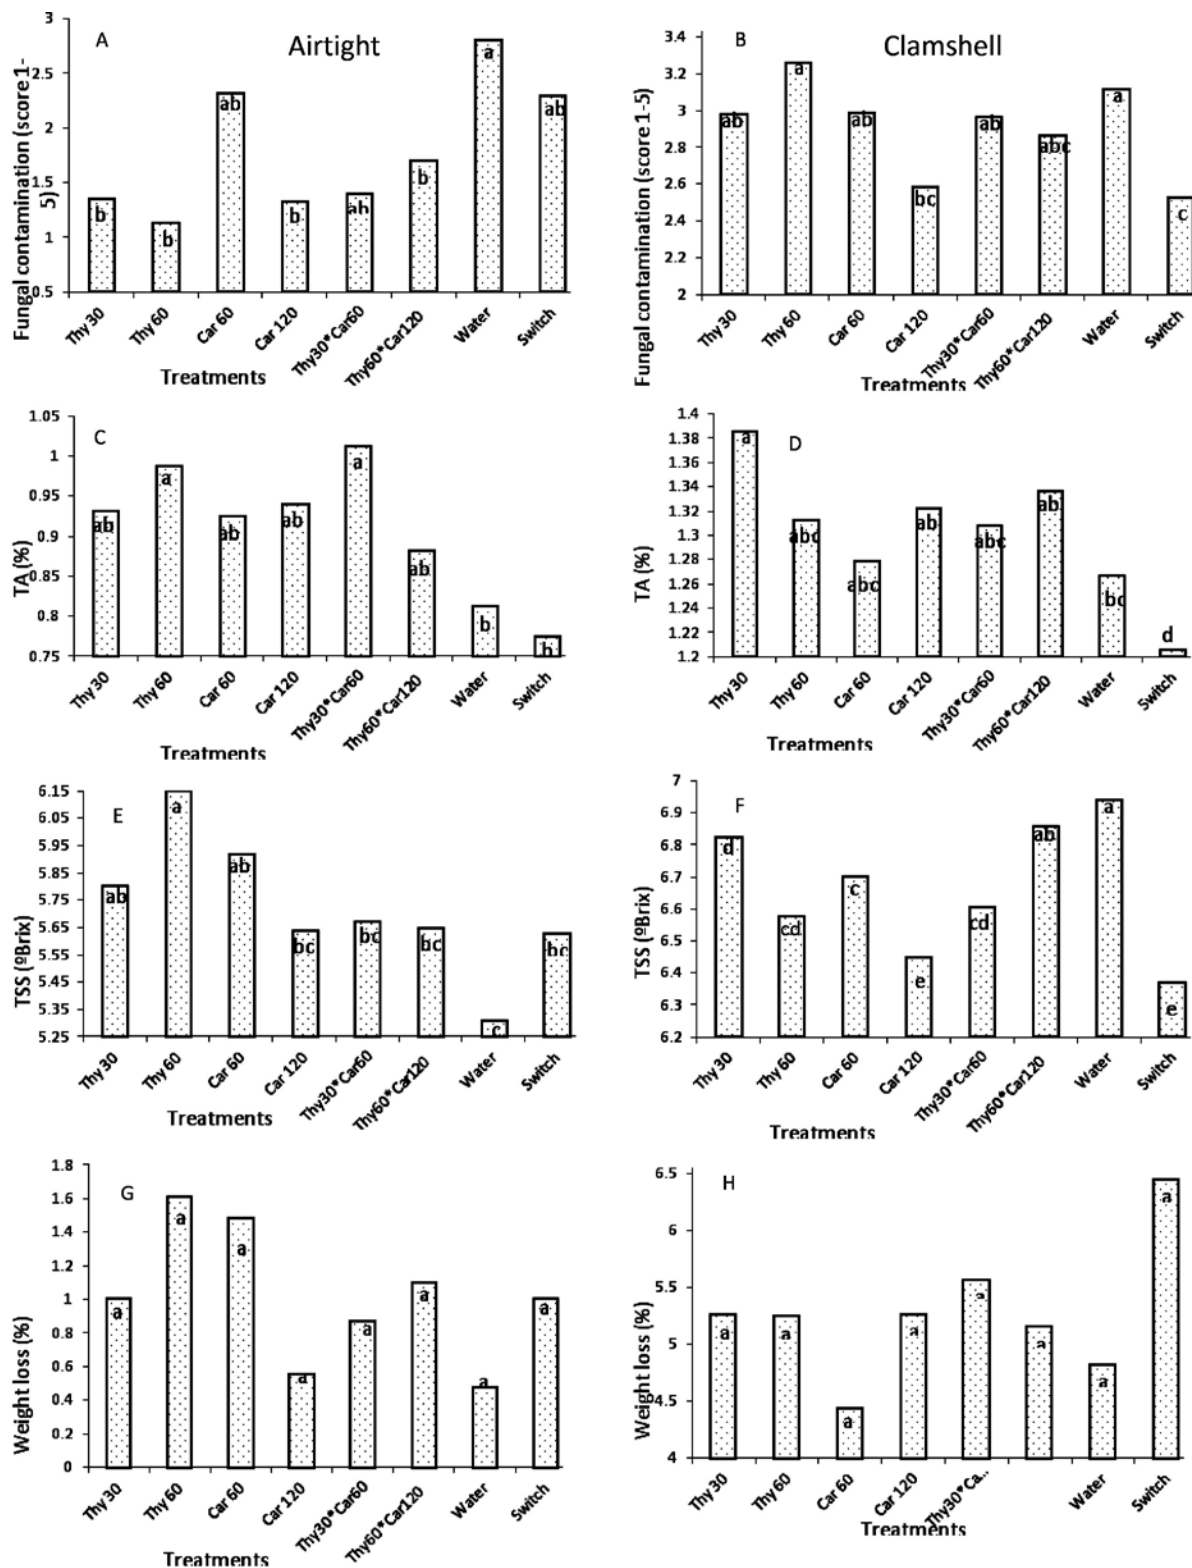 A
Airtight
Fungal contamination (score 1-
5)
3
2.5
2
1.5
1
0.5
b
b
ab
b
ab
b
a
ab
Thy 30
Thy 60
Car 60
Car 120
Thy30*Car60
Thy60*Car120
Water
Switch
Treatments
B
Clamshell
Fungal contamination (score 1-5)
3.4
3.2
3
2.8
2.6
2.4
2.2
2
ab
a
ab
bc
ab
abc
a
c
Thy 30
Thy 60
Car 60
Car 120
Thy30*Car60
Thy60*Car120
Water
Switch
Treatments
C
TA (%)
1.05
1
0.95
0.9
0.85
0.8
0.75
ab
a
ab
ab
a
ab
b
b
Thy 30
Thy 60
Car 60
Car 120
Thy30*Car60
Thy60*Car120
Water
Switch
Treatments
D
TA (%)
1.4
1.38
1.36
1.34
1.32
1.3
1.28
1.26
1.24
1.22
1.2
a
abc
abc
ab
abc
ab
bc
d
Thy 30
Thy 60
Car 60
Car 120
Thy30*Car60
Thy60*Car120
Water
Switch
Treatments
E
TSS (ºBrix)
6.15
6.05
5.95
5.85
5.75
5.65
5.55
5.45
5.35
5.25
ab
a
ab
bc
bc
bc
c
bc
Thy 30
Thy 60
Car 60
Car 120
Thy30*Car60
Thy60*Car120
Water
Switch
Treatments
F
TSS (ºBrix)
7
6.9
6.8
6.7
6.6
6.5
6.4
6.3
6.2
d
cd
c
e
cd
ab
a
e
Thy 30
Thy 60
Car 60
Car 120
Thy30*Car60
Thy60*Car120
Water
Switch
Treatments
G
Weight loss (%)
1.8
1.6
1.4
1.2
1
0.8
0.6
0.4
0.2
0
a
a
a
a
a
a
a
a
Thy 30
Thy 60
Car 60
Car 120
Thy30*Car60
Thy60*Car120
Water
Switch
Treatments
H
Weight loss (%)
6.5
6
5.5
5
4.5
4
a
a
a
a
a
a
a
a
Thy 30
Thy 60
Car 60
Car 120
Thy30*Ca...
Water
Switch
Treatments